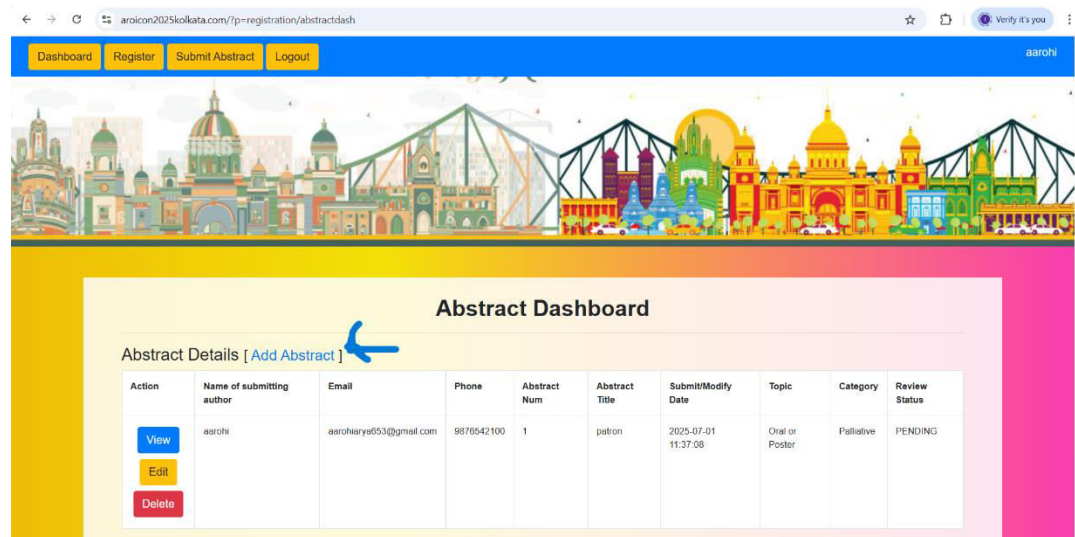 aroicon2025kolkata.com/?p=registration/abstractdash
Verify it's you
Dashboard Register Submit Abstract Logout
aarohi
Abstract Dashboard
Abstract Details [ Add Abstract ]
Action Name of submitting author Email Phone Abstract Num Abstract Title Submit/Modify Date Topic Category Review Status
View aarohi aarohiarya653@gmail.com 9876542100 1 patron 2025-07-01 11:37:08 Oral or Poster Palliative PENDING
Edit
Delete